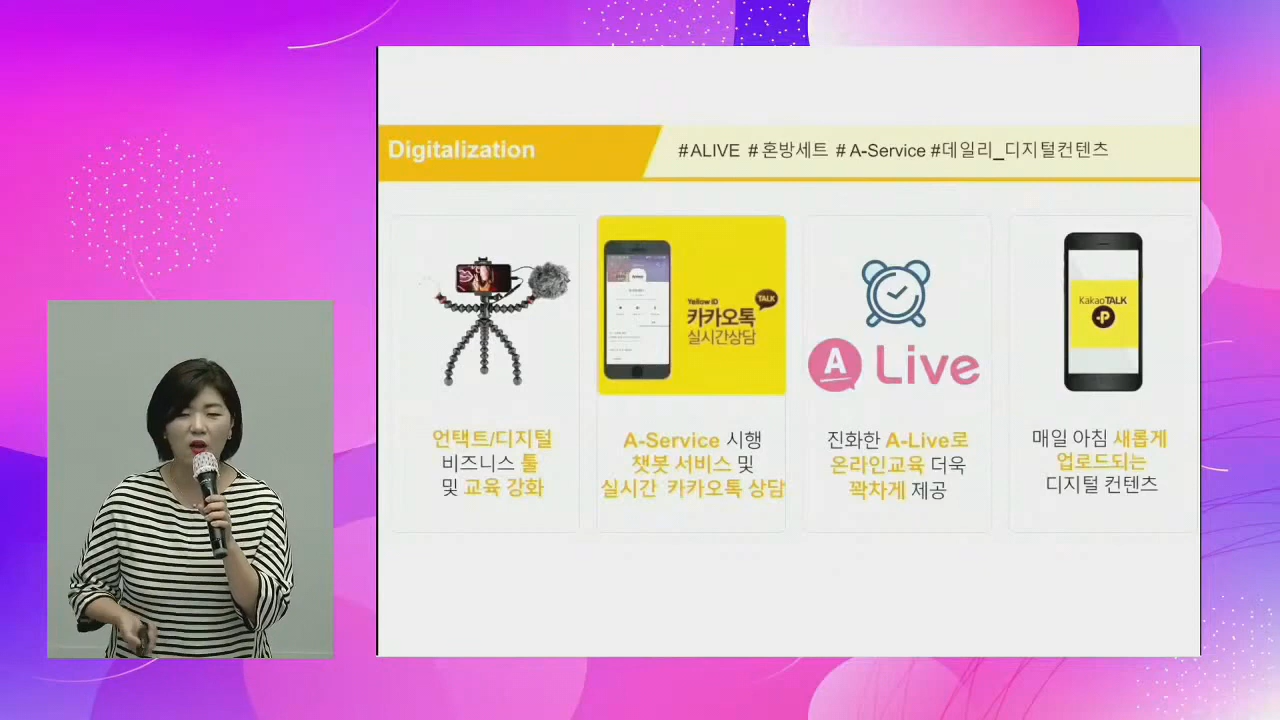 Digitalization
#ALIVE #혼방세트 #A-Service #데일리_디지털컨텐츠
Yellow ID
카카오톡
실시간상담
TALK
A Live
KakaoTALK
P
언택트/디지털
비즈니스 툴
및 교육 강화
A-Service 시행
챗봇 서비스 및
실시간 카카오톡 상담
진화한 A-Live로
온라인교육 더욱
꽉차게 제공
매일 아침 새롭게
업로드되는
디지털 컨텐츠